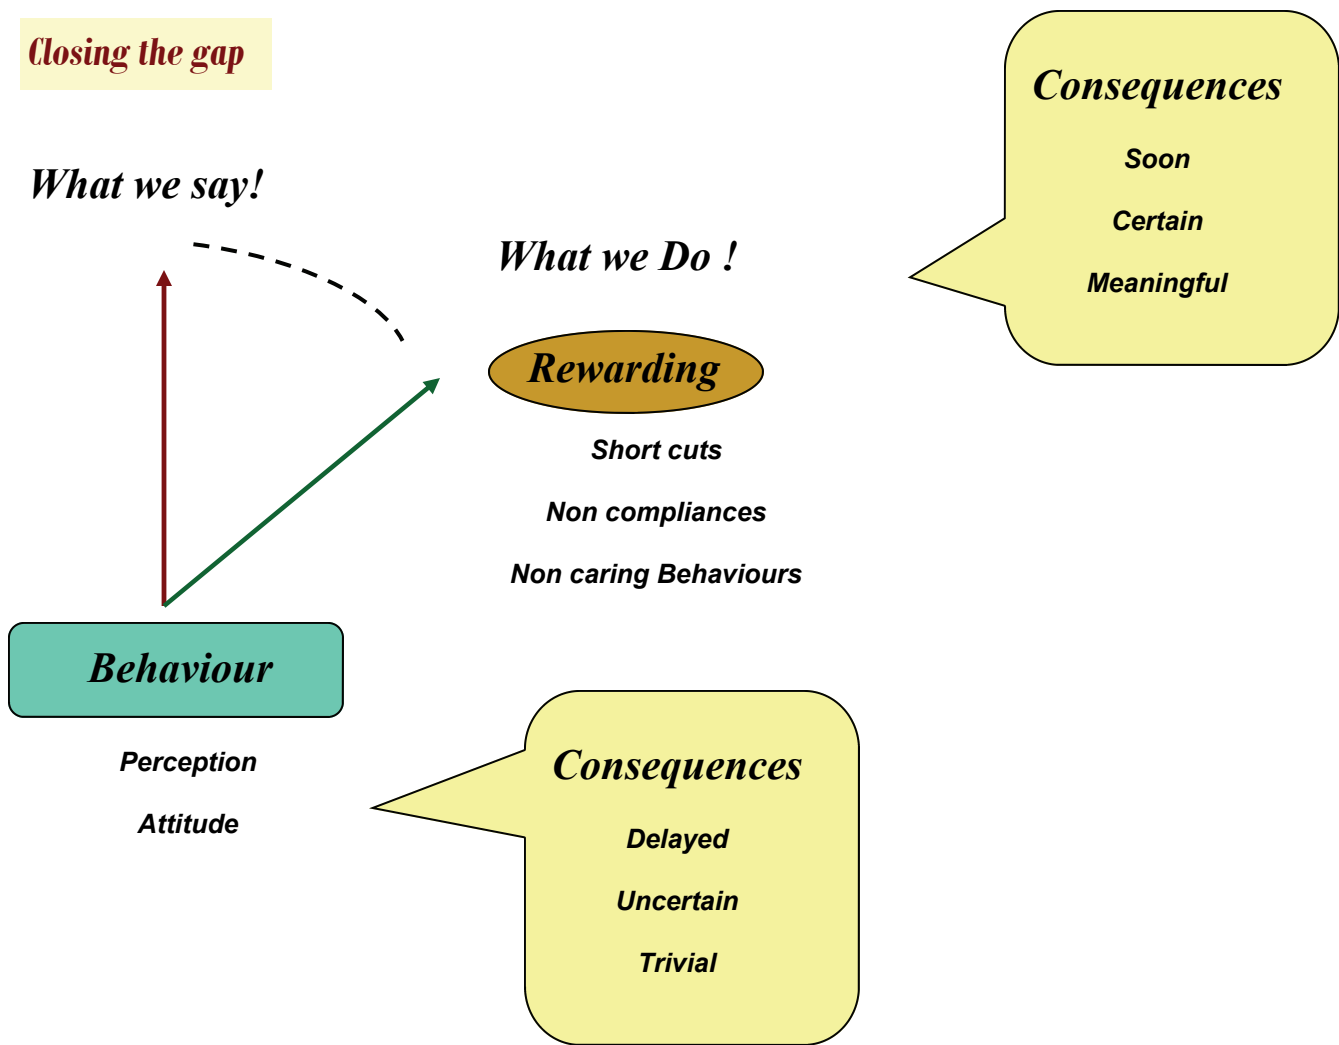 Closing the gap
What we say!
What we Do !
Rewarding
Short cuts
Non compliances
Non caring Behaviours
Consequences
Soon
Certain
Meaningful
Behaviour
Perception
Attitude
Consequences
Delayed
Uncertain
Trivial